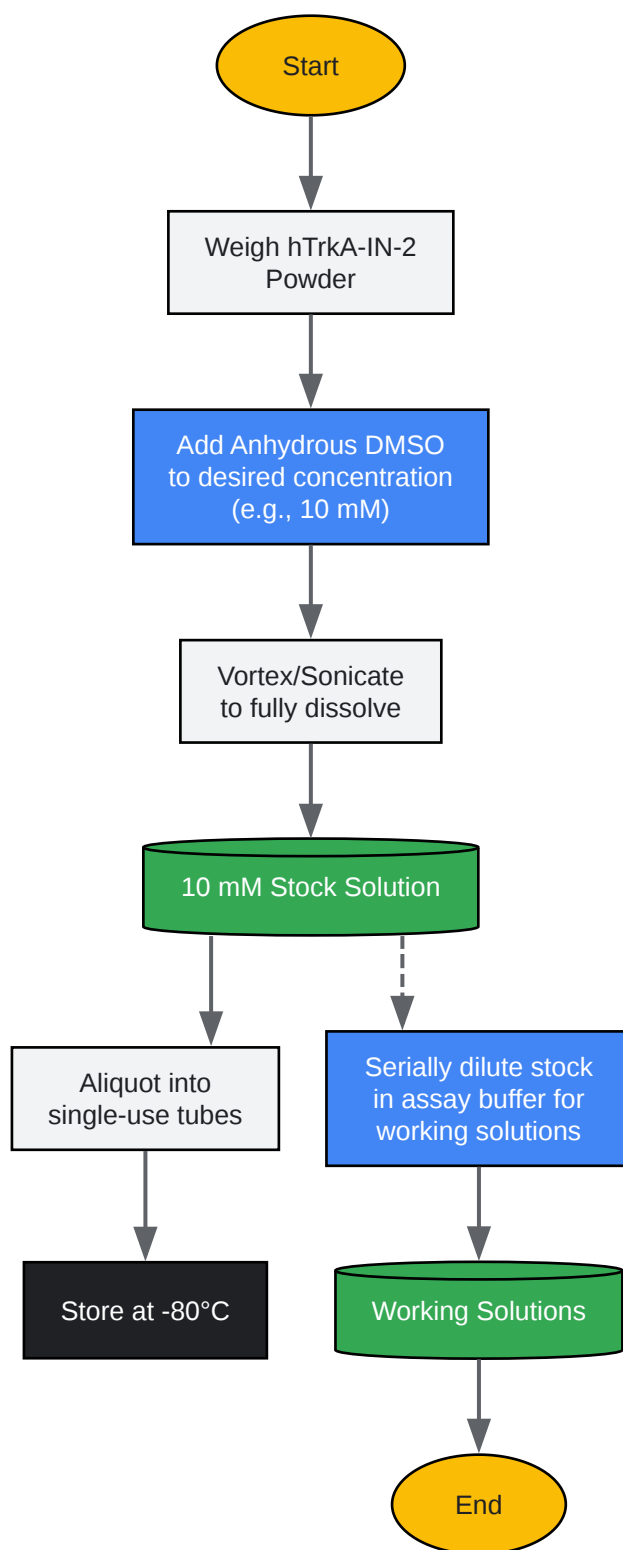 Start
Weigh hTrkA-IN-2
Powder
Add Anhydrous DMSO
to desired concentration
(e.g., 10 mM)
Vortex/Sonicate
to fully dissolve
10 mM Stock Solution
Aliquot into
single-use tubes
Serially dilute stock
in assay buffer for
working solutions
Store at -80°C
Working Solutions
End